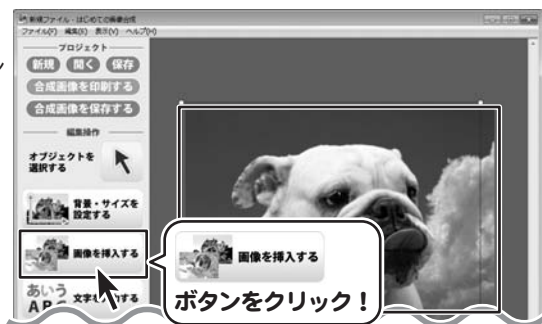 新規ファイル - はじめての画像合成
ファイル(F) 編集(E) 表示(V) ヘルプ(H)
プロジェクト
新規 開く 保存
合成画像を印刷する
合成画像を保存する
編集操作
オブジェクトを
選択する
背景・サイズを
設定する
画像を挿入する
画像を挿入する
ボタンをクリック！
あいう
文字を
する